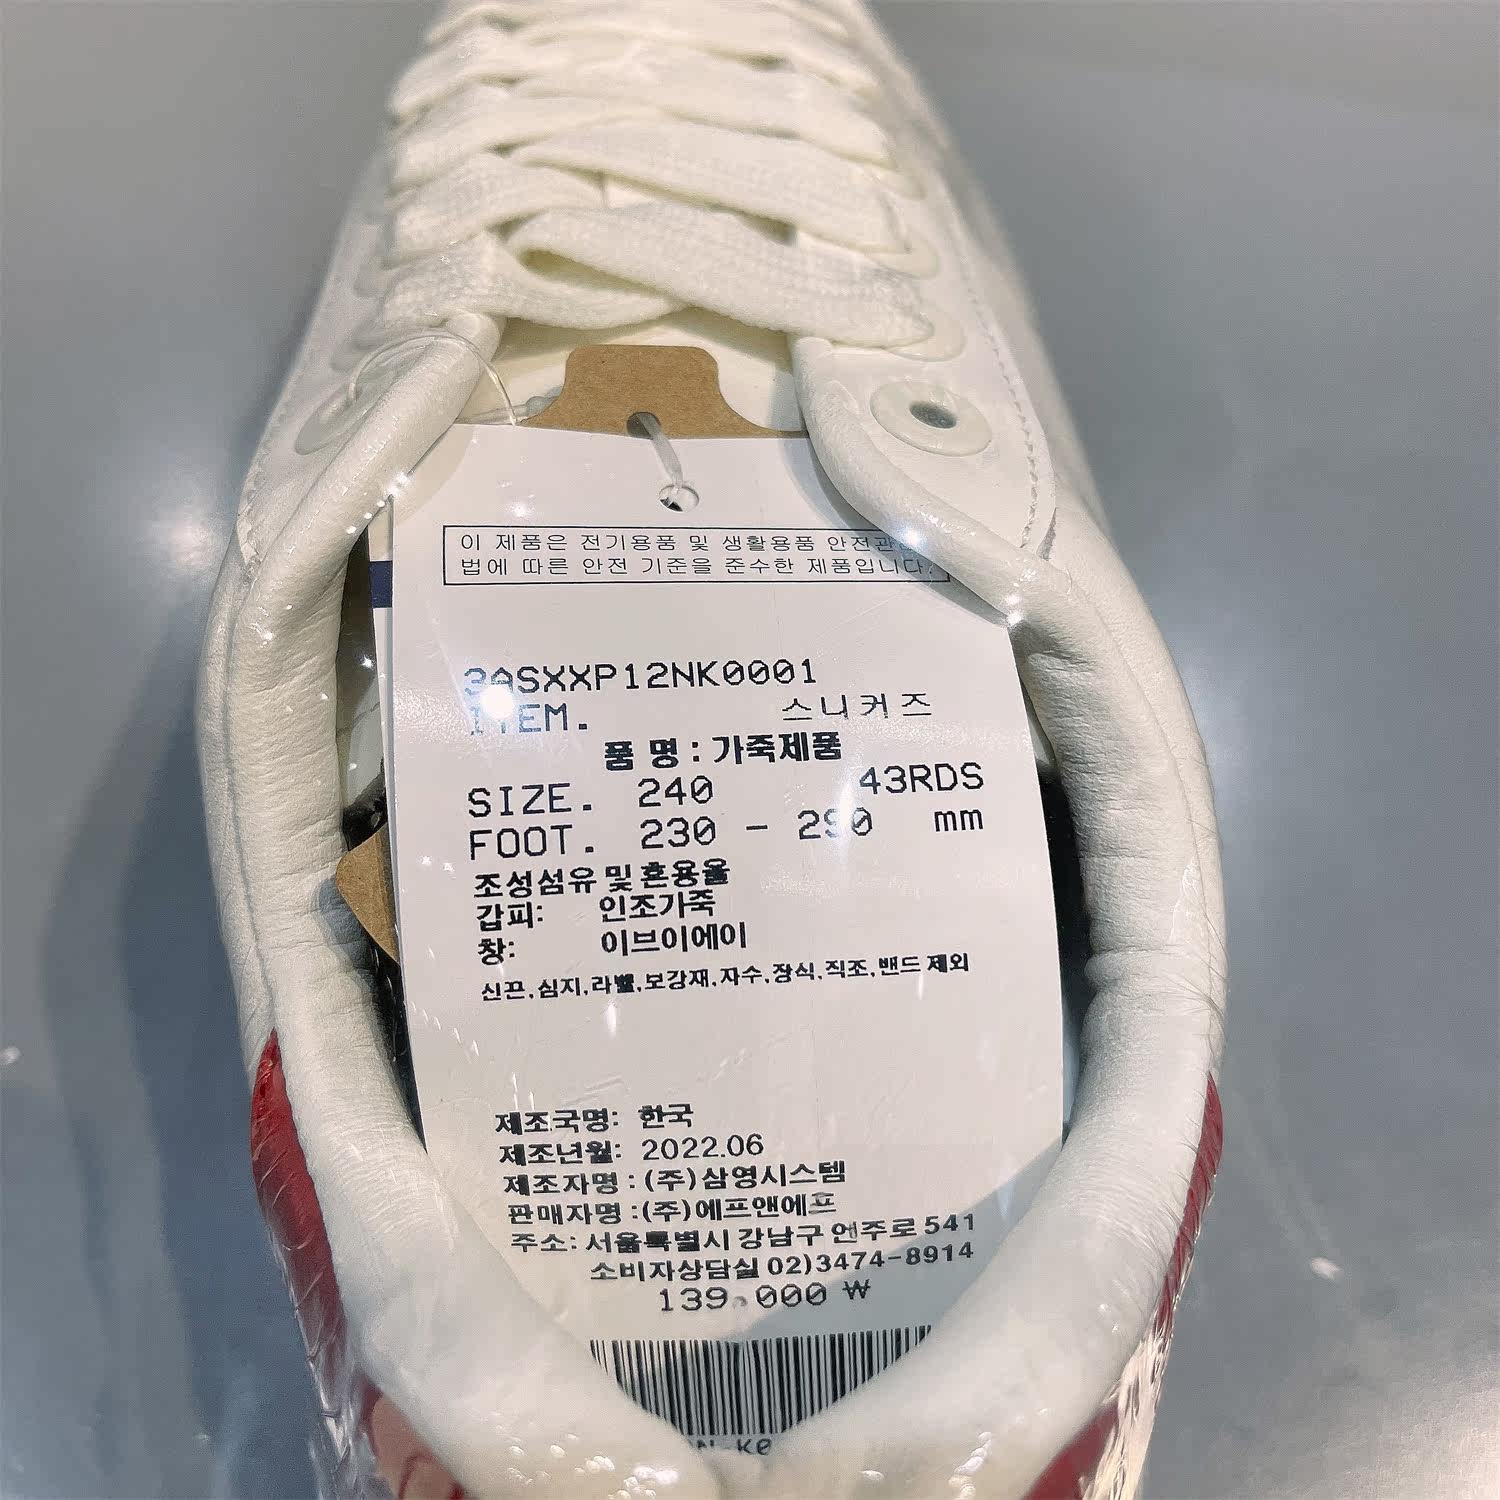 이 제품은 전기용품 및 생활용품 안전관
법에 따른 안전 기준을 준수한 제품입니다.
3ASXXP12NK0001
ITEM. 스니커즈
품 명 : 가죽제품
SIZE. 240 43RDS
FOOT. 230 - 290 mm
조성섬유 및 혼용율
갑피: 인조가죽
창: 이브이에이
신끈,심지,라벨,보강재,자수,장식,직조,밴드 제외
제조국명: 한국
제조년월: 2022.06
제조자명 : (주)삼영시스템
판매자명 :(주)에프앤에프
주소: 서울특별시 강남구 언주로 541
소비자상담실 02)3474-8914
139,000 ₩